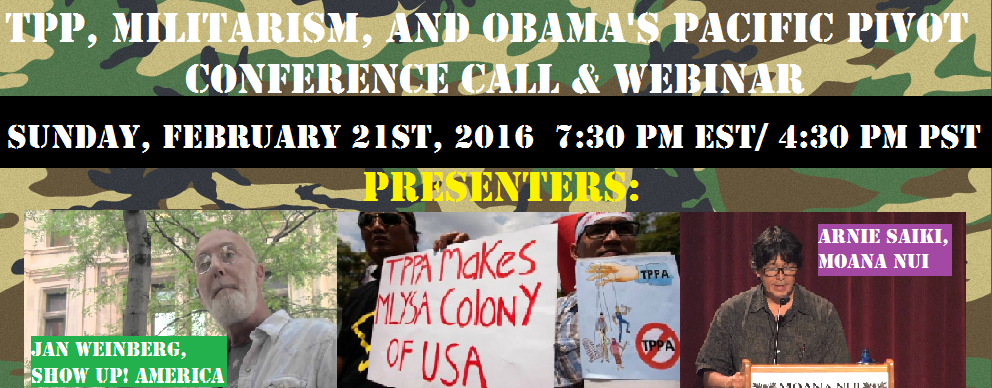 TPP, MILITARISM, AND OBAMA'S PACIFIC PIVOT
CONFERENCE CALL & WEBINAR
SUNDAY, FEBRUARY 21ST, 2016 7:30 PM EST/ 4:30 PM PST
PRESENTERS:
JAN WEINBERG,
SHOW UP! AMERICA
TPPA MAKES
MLYSA COLONY
OF USA
TPPA
TPPA
ARNIE SAIKI,
MOANA NUI
MOANA NUI